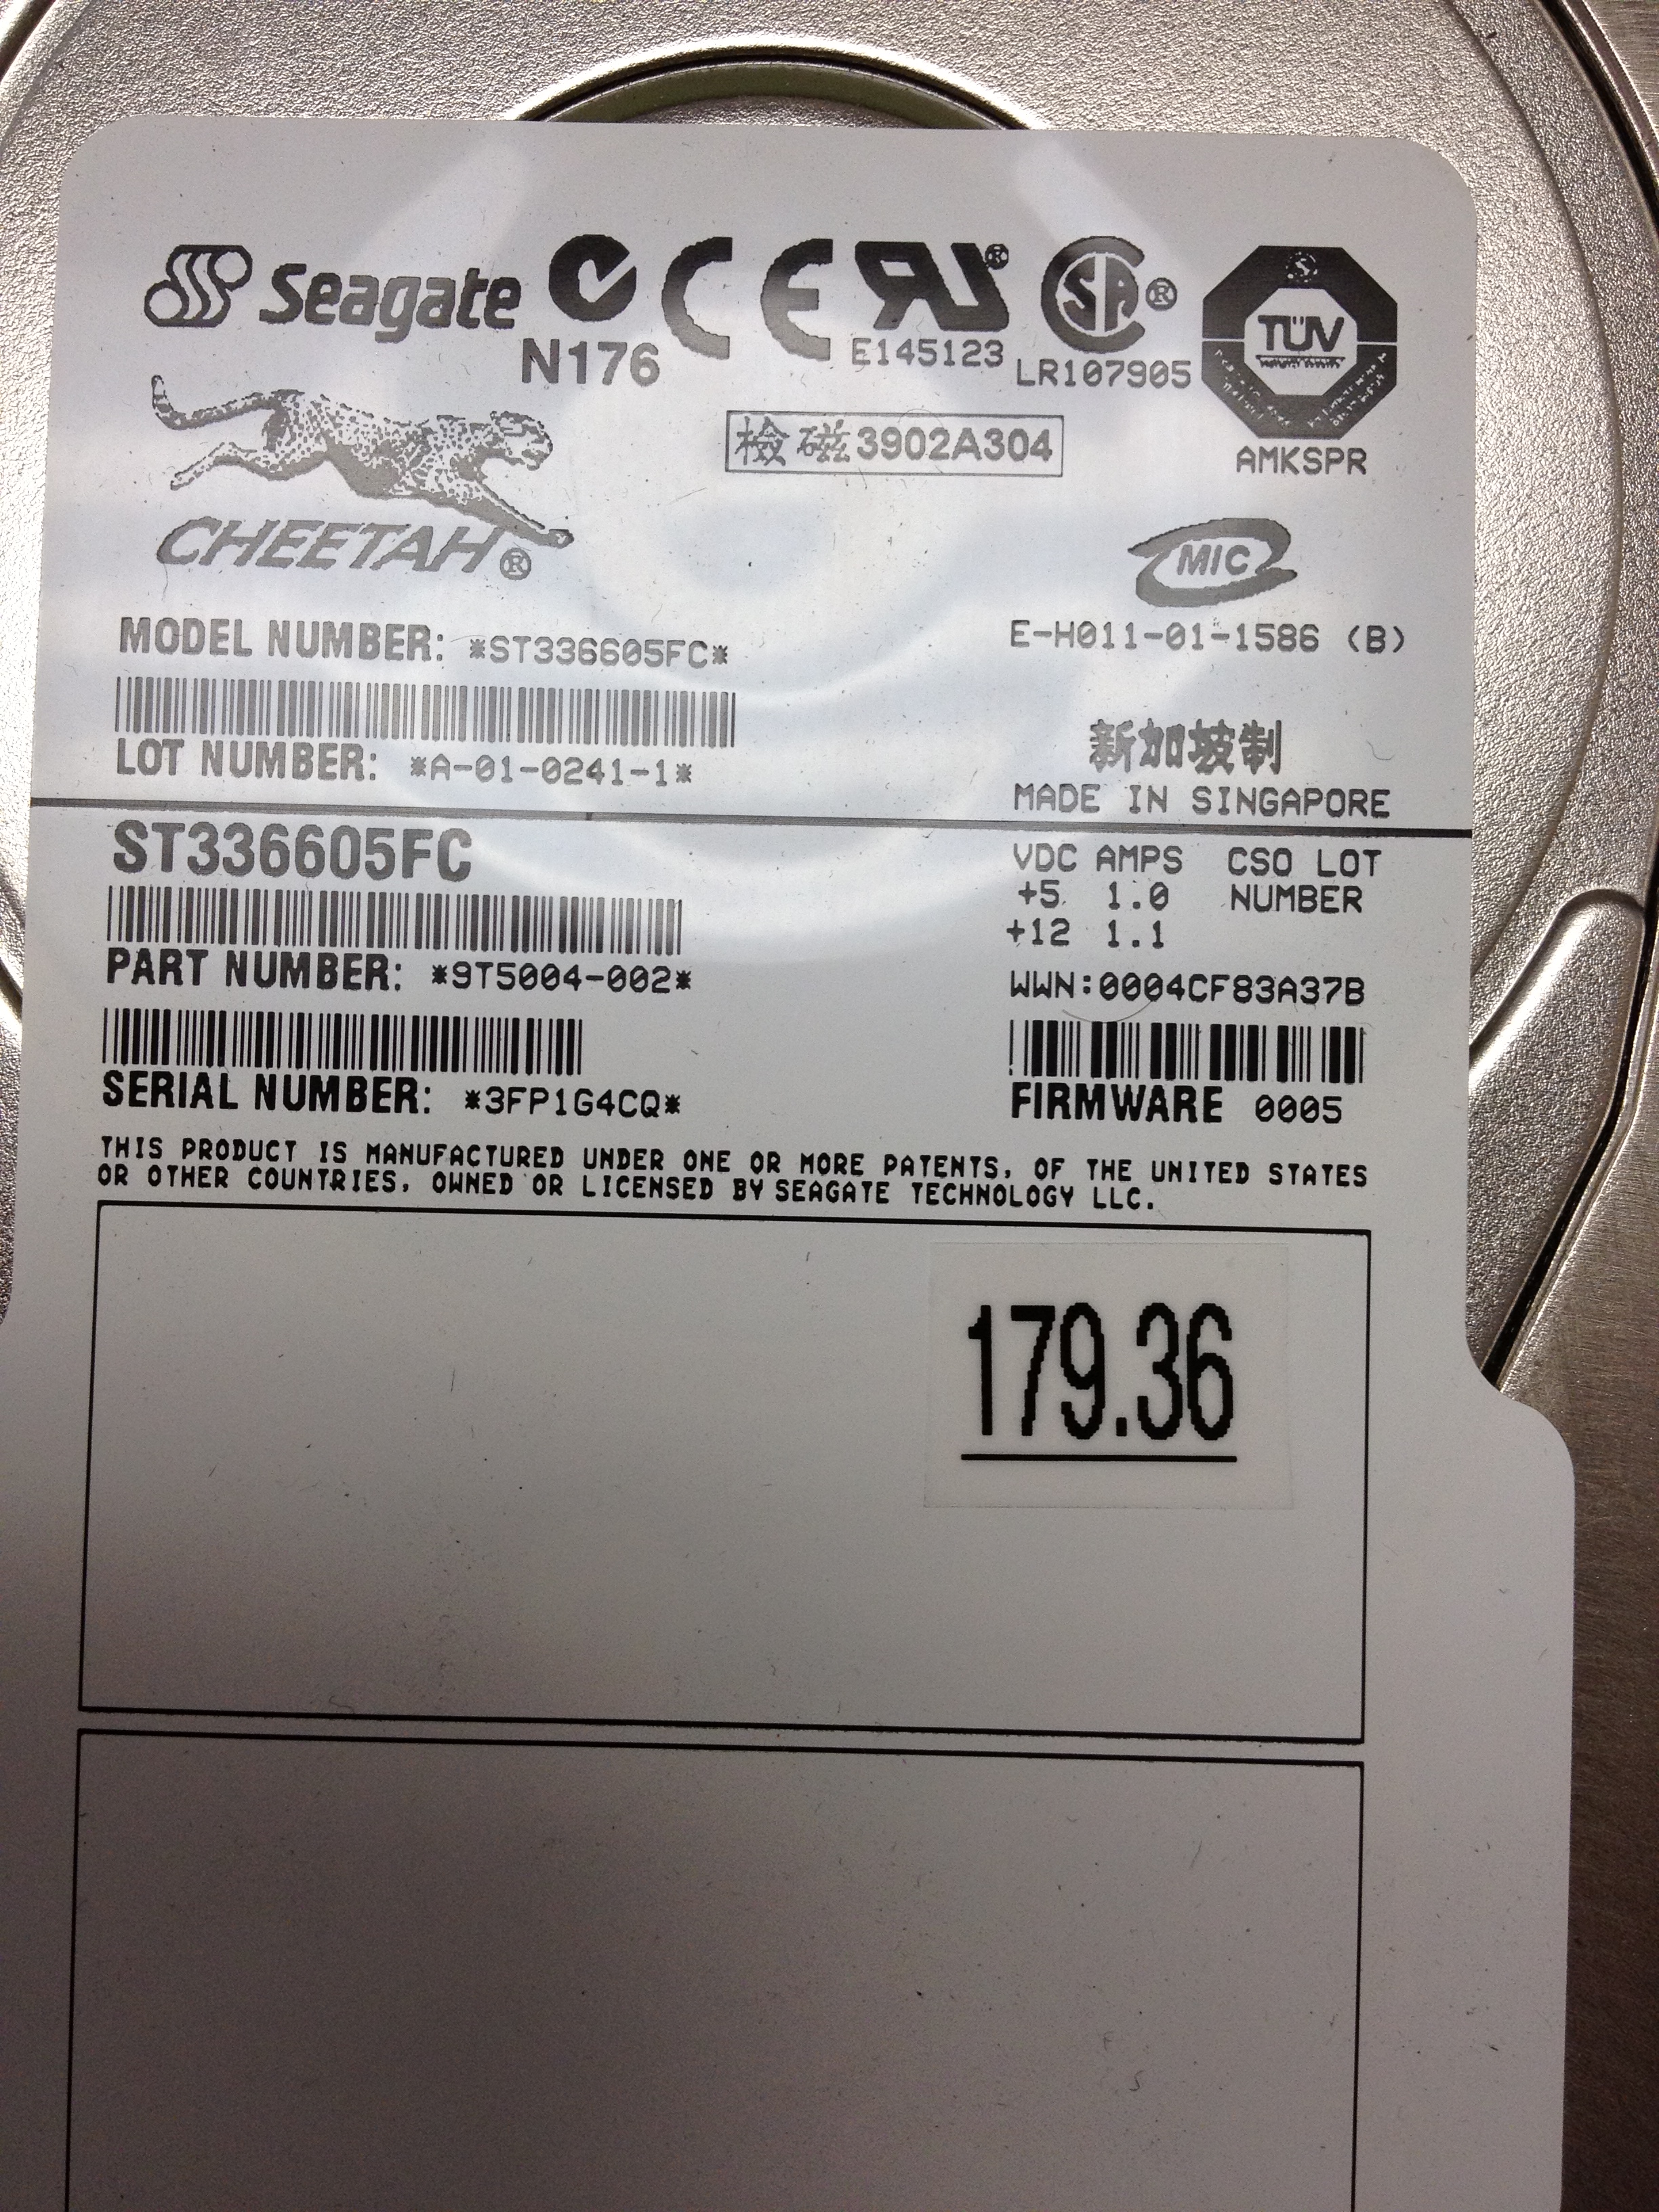 Seagate
N176
E145123
LR107905
TÜV
AMKSPR
檢磁3902A304
CHEETAH®
MIC
MODEL NUMBER: *ST336605FC*
E-H011-01-1586 (B)
LOT NUMBER: *A-01-0241-1*
新加坡制
MADE IN SINGAPORE
ST336605FC
VDC AMPS CSO LOT
+5 1.0 NUMBER
+12 1.1
PART NUMBER: *9T5004-002*
WWN:0004CF83A37B
SERIAL NUMBER: *3FP1G4CQ*
FIRMWARE 0005
THIS PRODUCT IS MANUFACTURED UNDER ONE OR MORE PATENTS, OF THE UNITED STATES
OR OTHER COUNTRIES, OWNED OR LICENSED BY SEAGATE TECHNOLOGY LLC.
179.36